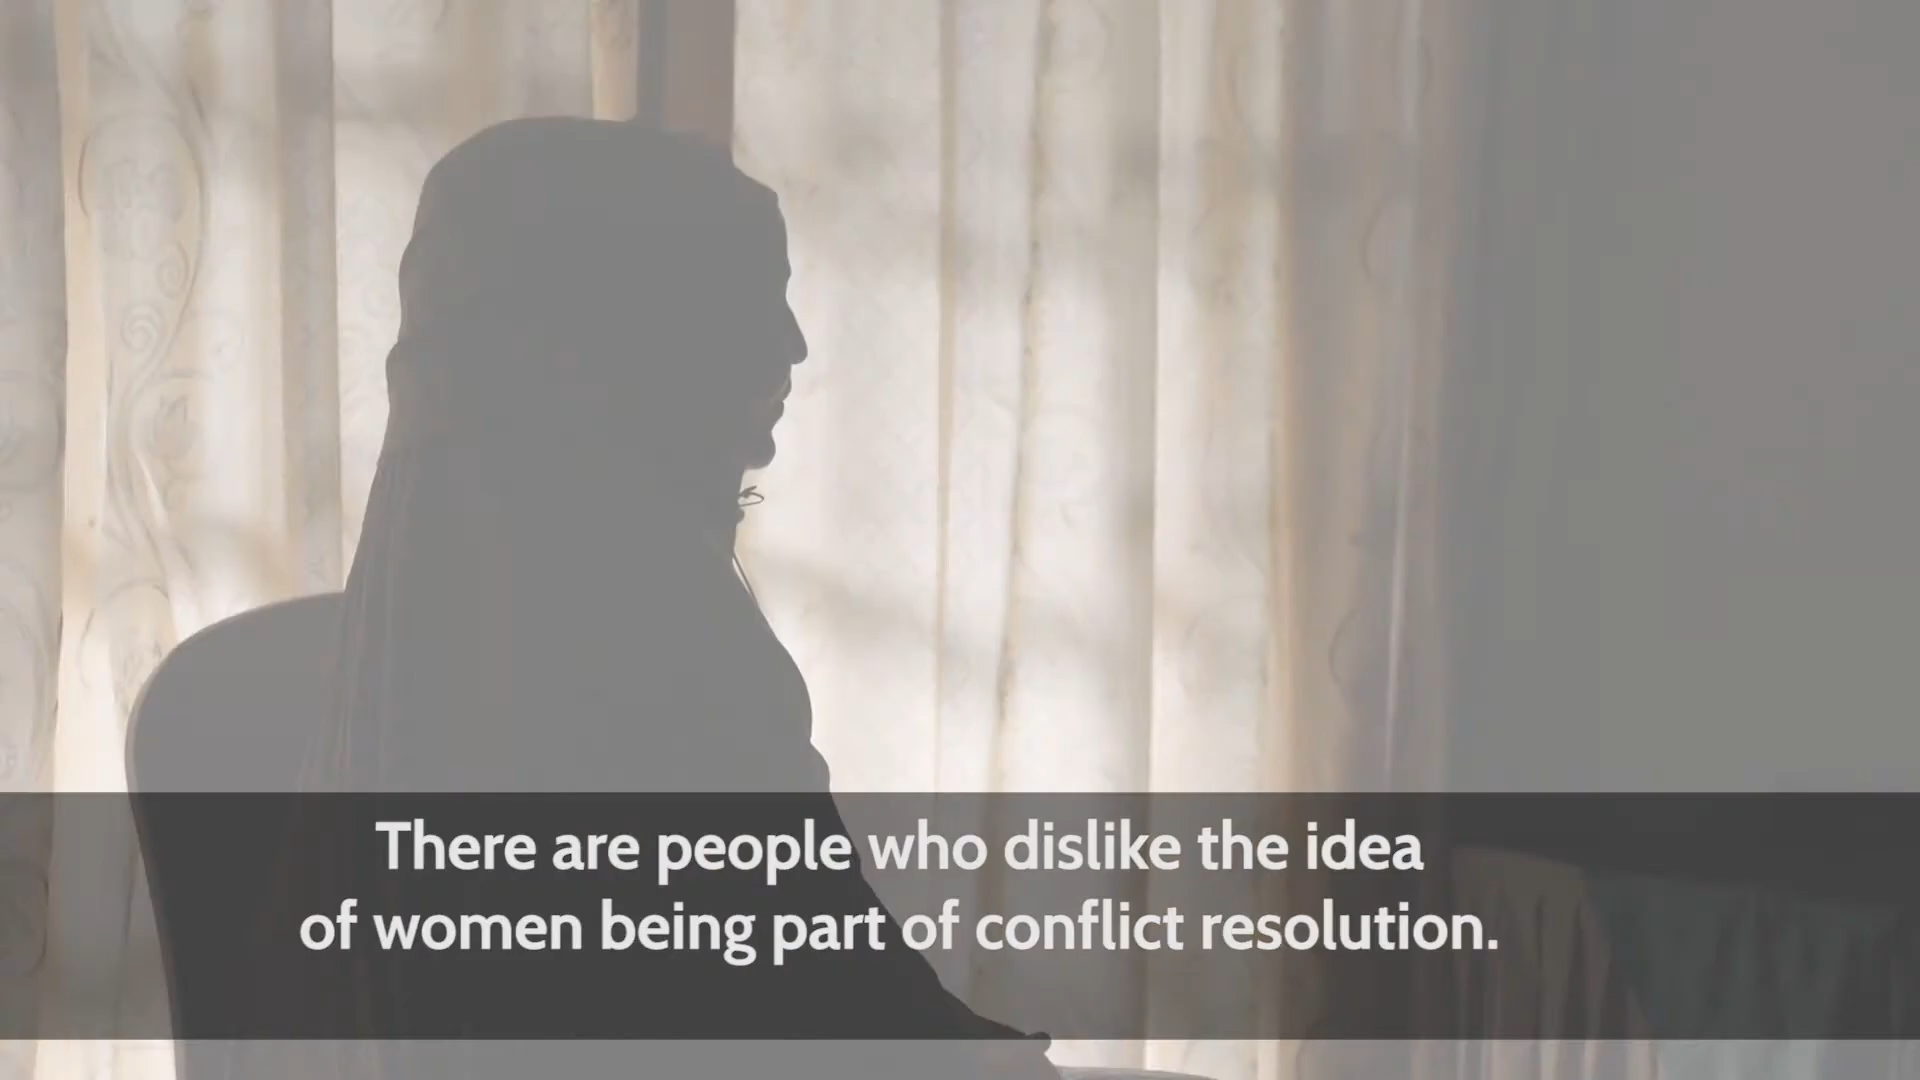 There are people who dislike the idea
of women being part of conflict resolution.